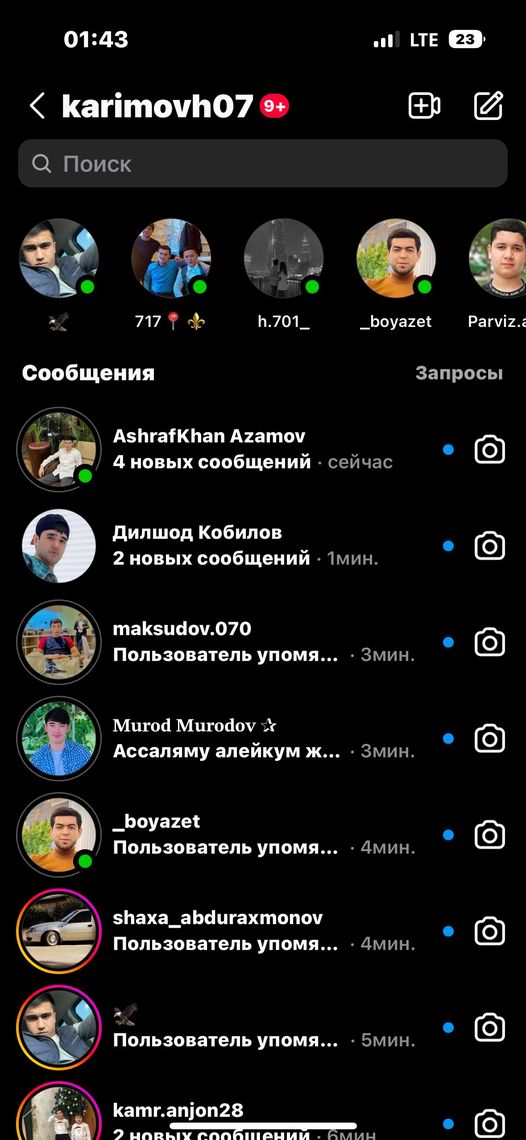 01:43
LTE
23
karimovh07
9+
Поиск
717📍⚜️
h.701_
_boyazet
Parviz.a
Сообщения
Запросы
AshrafKhan Azamov
4 новых сообщений · сейчас
Дилшод Кобилов
2 новых сообщений · 1мин.
maksudov.070
Пользователь упомя... · 3мин.
Murod Murodov ✰
Ассаляму алейкум ж... · 3мин.
_boyazet
Пользователь упомя... · 4мин.
shaxa_abduraxmonov
Пользователь упомя... · 4мин.
🦅
Пользователь упомя... · 5мин.
kamr.anjon28
2 новых сообщений · 6мин.